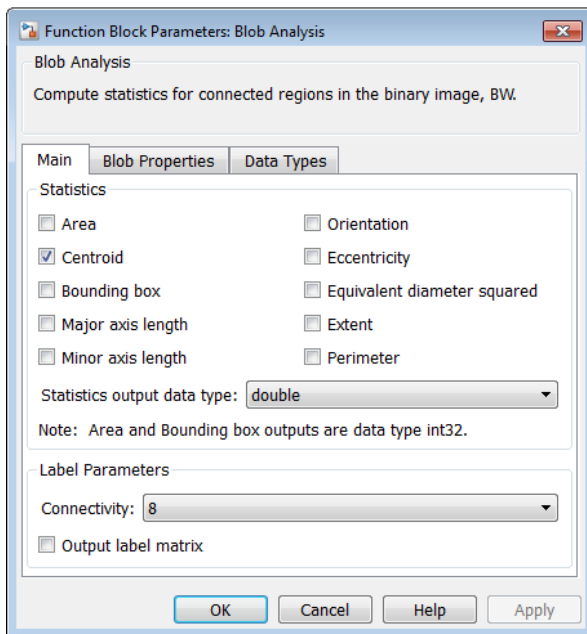 Function Block Parameters: Blob Analysis
Blob Analysis
Compute statistics for connected regions in the binary image, BW.
Main Blob Properties Data Types
Statistics
Area Orientation
Centroid Eccentricity
Bounding box Equivalent diameter squared
Major axis length Extent
Minor axis length Perimeter
Statistics output data type: double
Note: Area and Bounding box outputs are data type int32.
Label Parameters
Connectivity: 8
Output label matrix
OK Cancel Help Apply